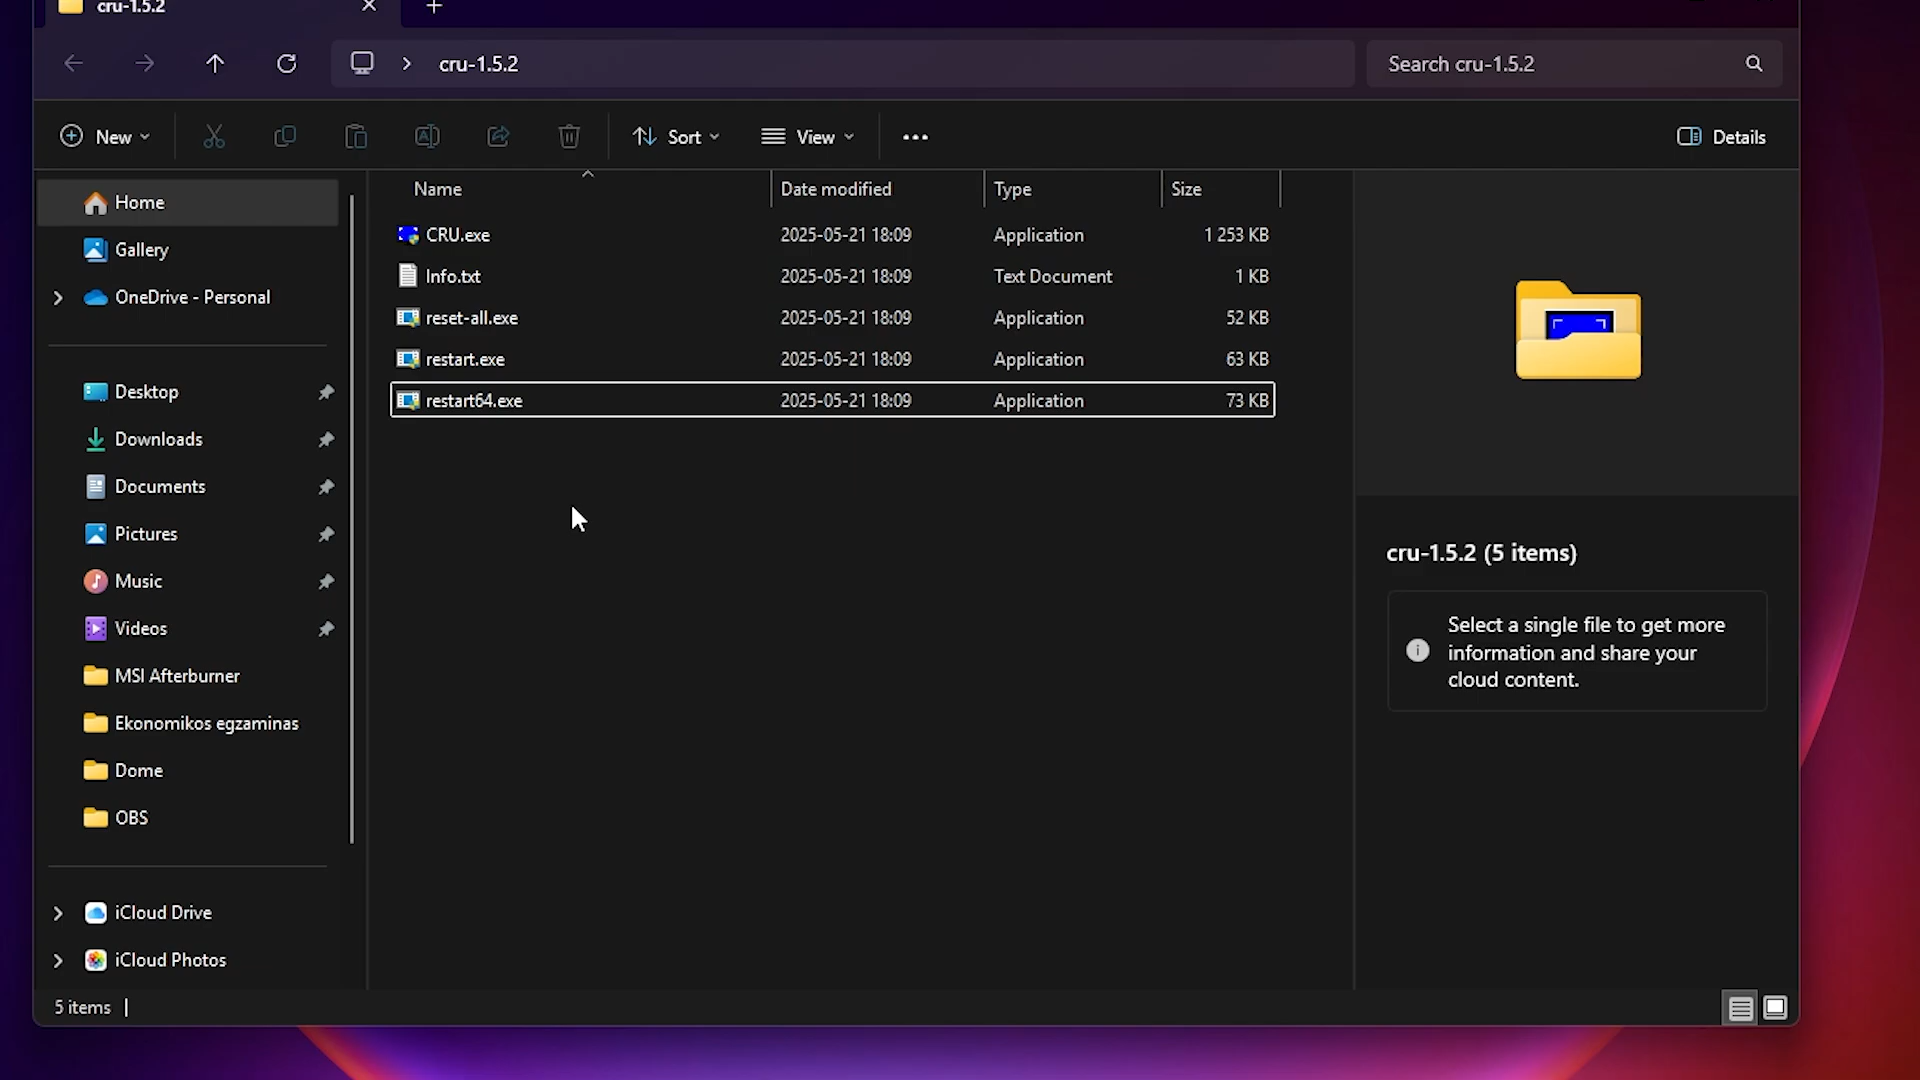 cru-1.5.2
cru-1.5.2
Search cru-1.5.2
New
Sort
View
Details
Home
Gallery
OneDrive - Personal
Desktop
Downloads
Documents
Pictures
Music
Videos
MSI Afterburner
Ekonomikos egzaminas
Dome
OBS
iCloud Drive
iCloud Photos
Name Date modified Type Size
CRU.exe 2025-05-21 18:09 Application 1 253 KB
Info.txt 2025-05-21 18:09 Text Document 1 KB
reset-all.exe 2025-05-21 18:09 Application 52 KB
restart.exe 2025-05-21 18:09 Application 63 KB
restart64.exe 2025-05-21 18:09 Application 73 KB
cru-1.5.2 (5 items)
Select a single file to get more
information and share your
cloud content.
5 items